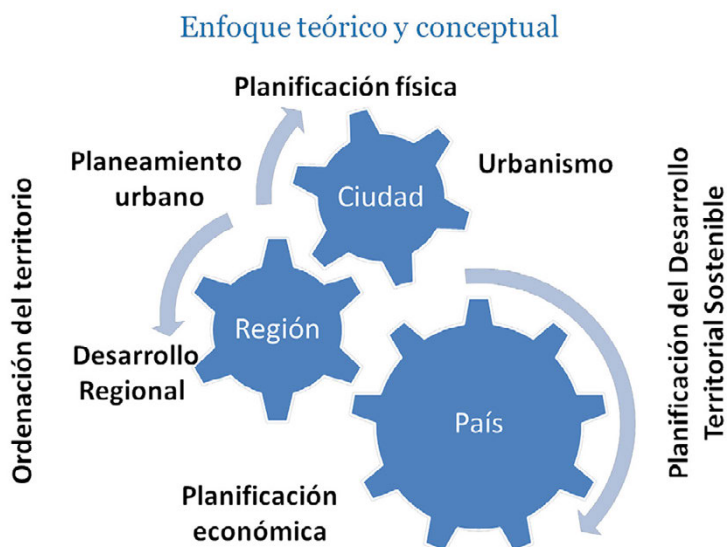 Enfoque teórico y conceptual
Planificación física
Planeamiento
urbano
Urbanismo
Ciudad
Ordenación del territorio
Región
Desarrollo
Regional
País
Planificación
económica
Planificación del Desarrollo
Territorial Sostenible